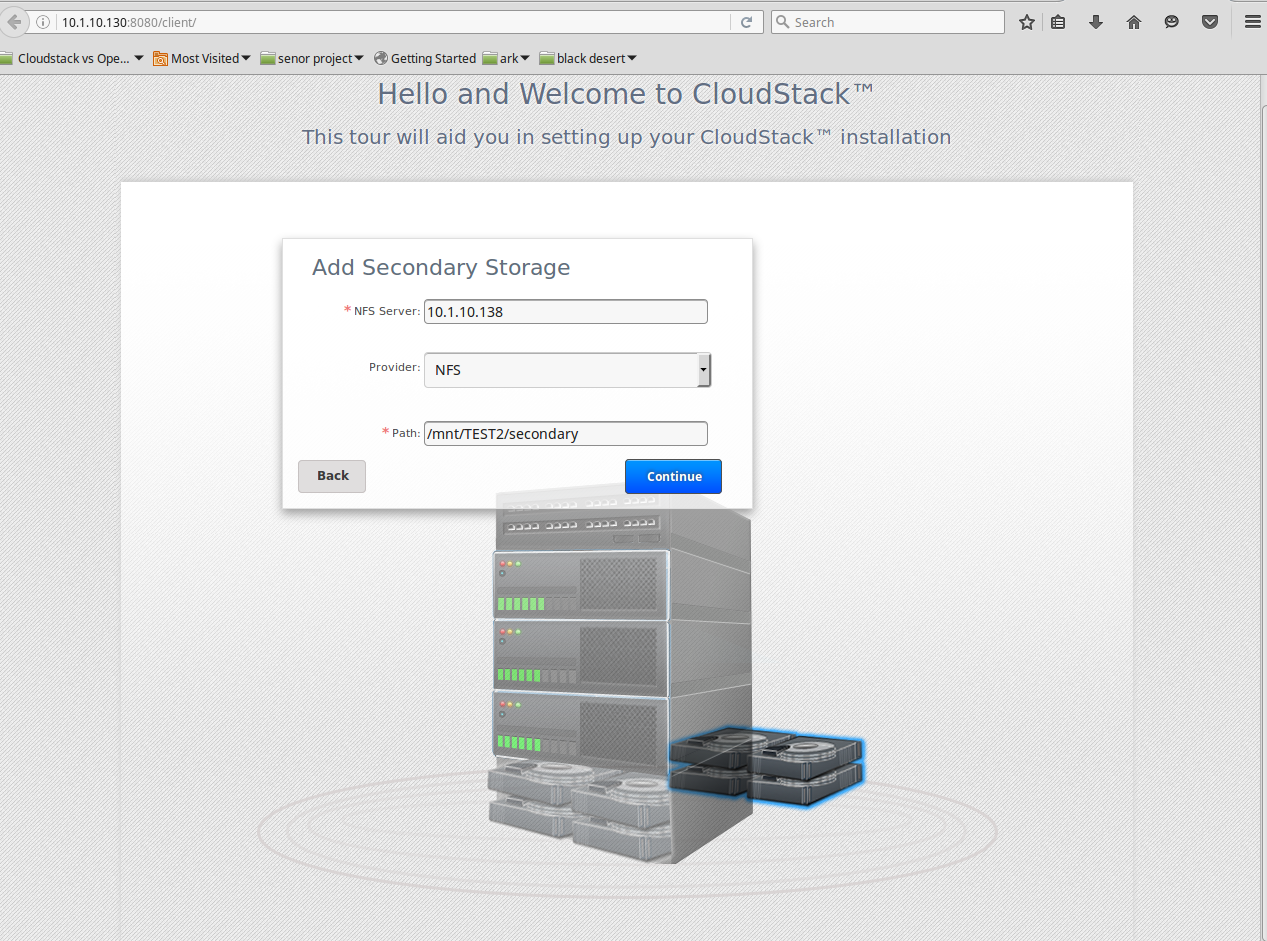 10.1.10.130:8080/client/
Search
Cloudstack vs Ope... Most Visited senor project Getting Started ark black desert
Hello and Welcome to CloudStack™
This tour will aid you in setting up your CloudStack™ installation
Add Secondary Storage
* NFS Server: 10.1.10.138
Provider: NFS
* Path: /mnt/TEST2/secondary
Back Continue